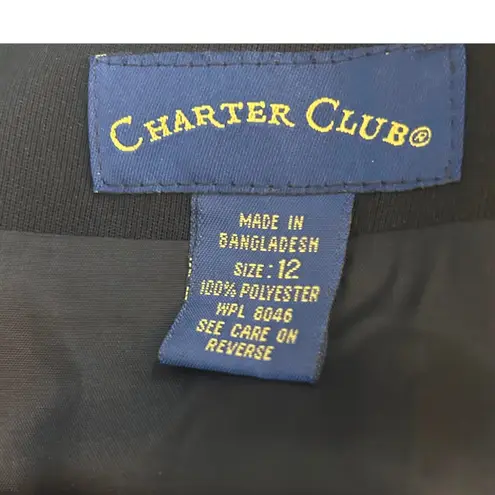 CHARTER CLUB®
MADE IN
BANGLADESH
SIZE: 12
100% POLYESTER
WPL 8046
SEE CARE ON
REVERSE